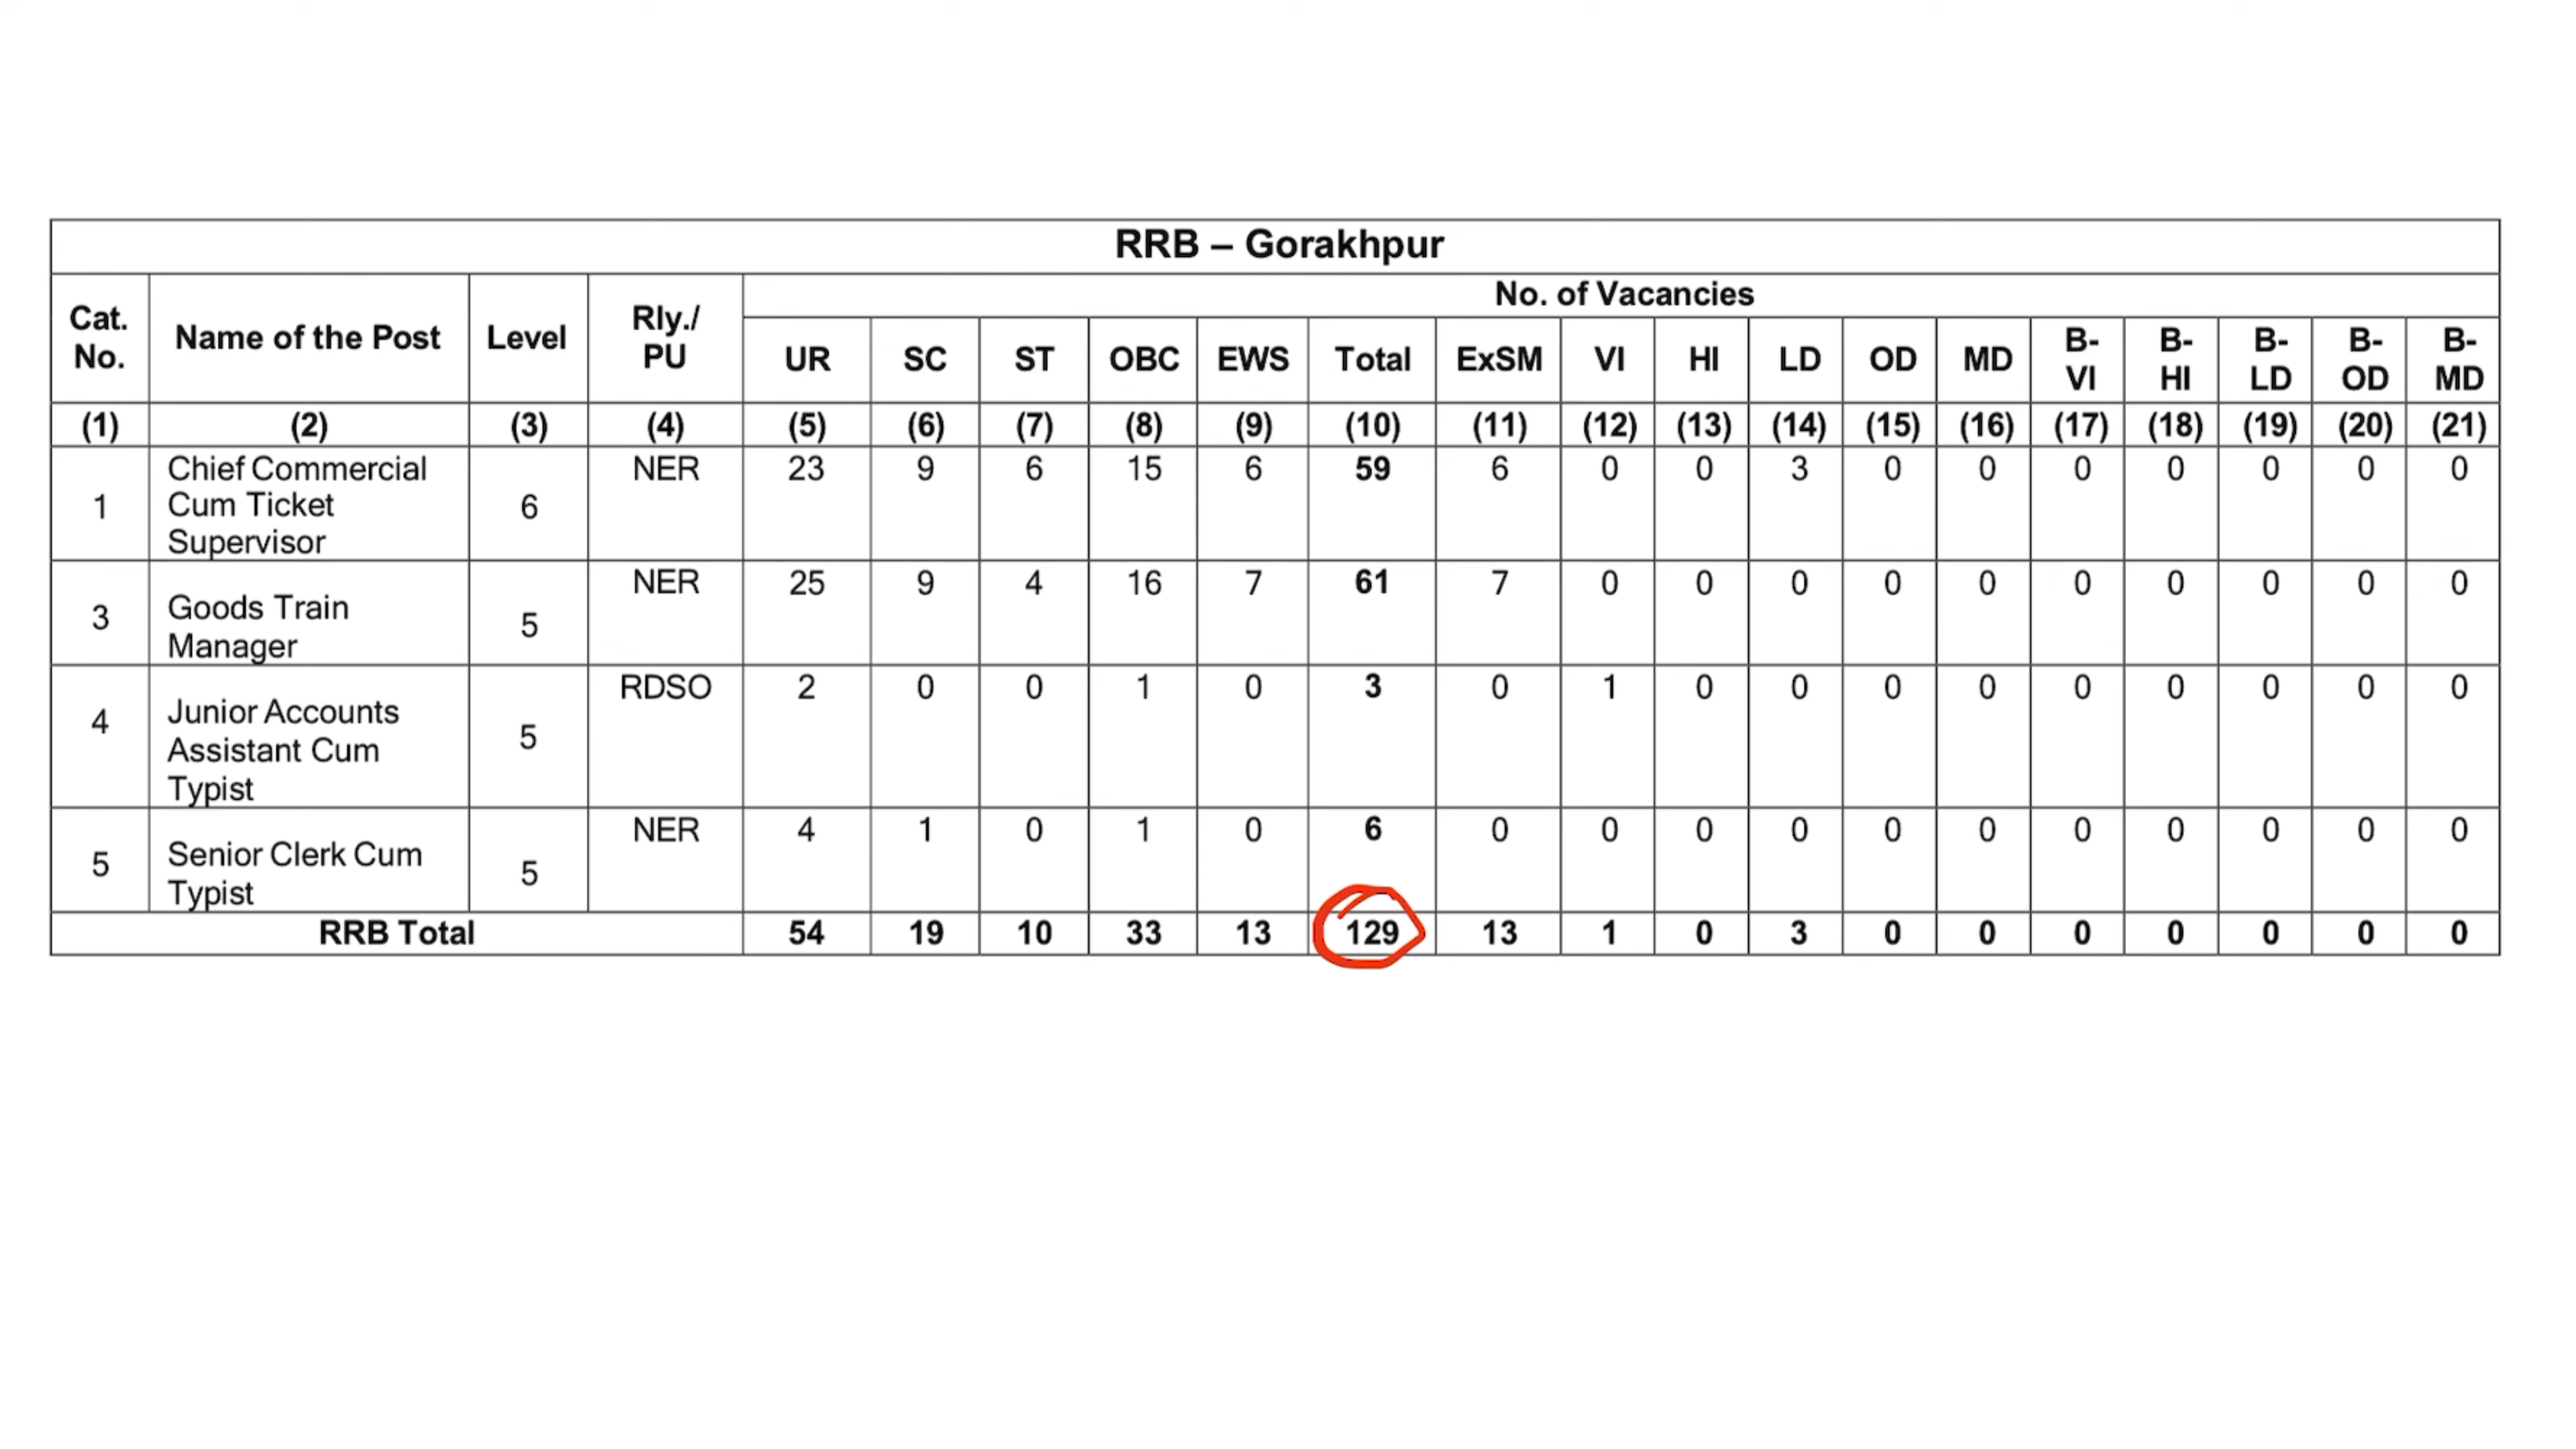 RRB – Gorakhpur
Cat. No. Name of the Post Level Rly./ PU No. of Vacancies
UR SC ST OBC EWS Total ExSM VI HI LD OD MD B-VI B-HI B-LD B-OD B-MD
(1) (2) (3) (4) (5) (6) (7) (8) (9) (10) (11) (12) (13) (14) (15) (16) (17) (18) (19) (20) (21)
1 Chief Commercial Cum Ticket Supervisor 6 NER 23 9 6 15 6 59 6 0 0 3 0 0 0 0 0 0 0
3 Goods Train Manager 5 NER 25 9 4 16 7 61 7 0 0 0 0 0 0 0 0 0 0
4 Junior Accounts Assistant Cum Typist 5 RDSO 2 0 0 1 0 3 0 1 0 0 0 0 0 0 0 0 0
5 Senior Clerk Cum Typist 5 NER 4 1 0 1 0 6 0 0 0 0 0 0 0 0 0 0 0
RRB Total 54 19 10 33 13 129 13 1 0 3 0 0 0 0 0 0 0